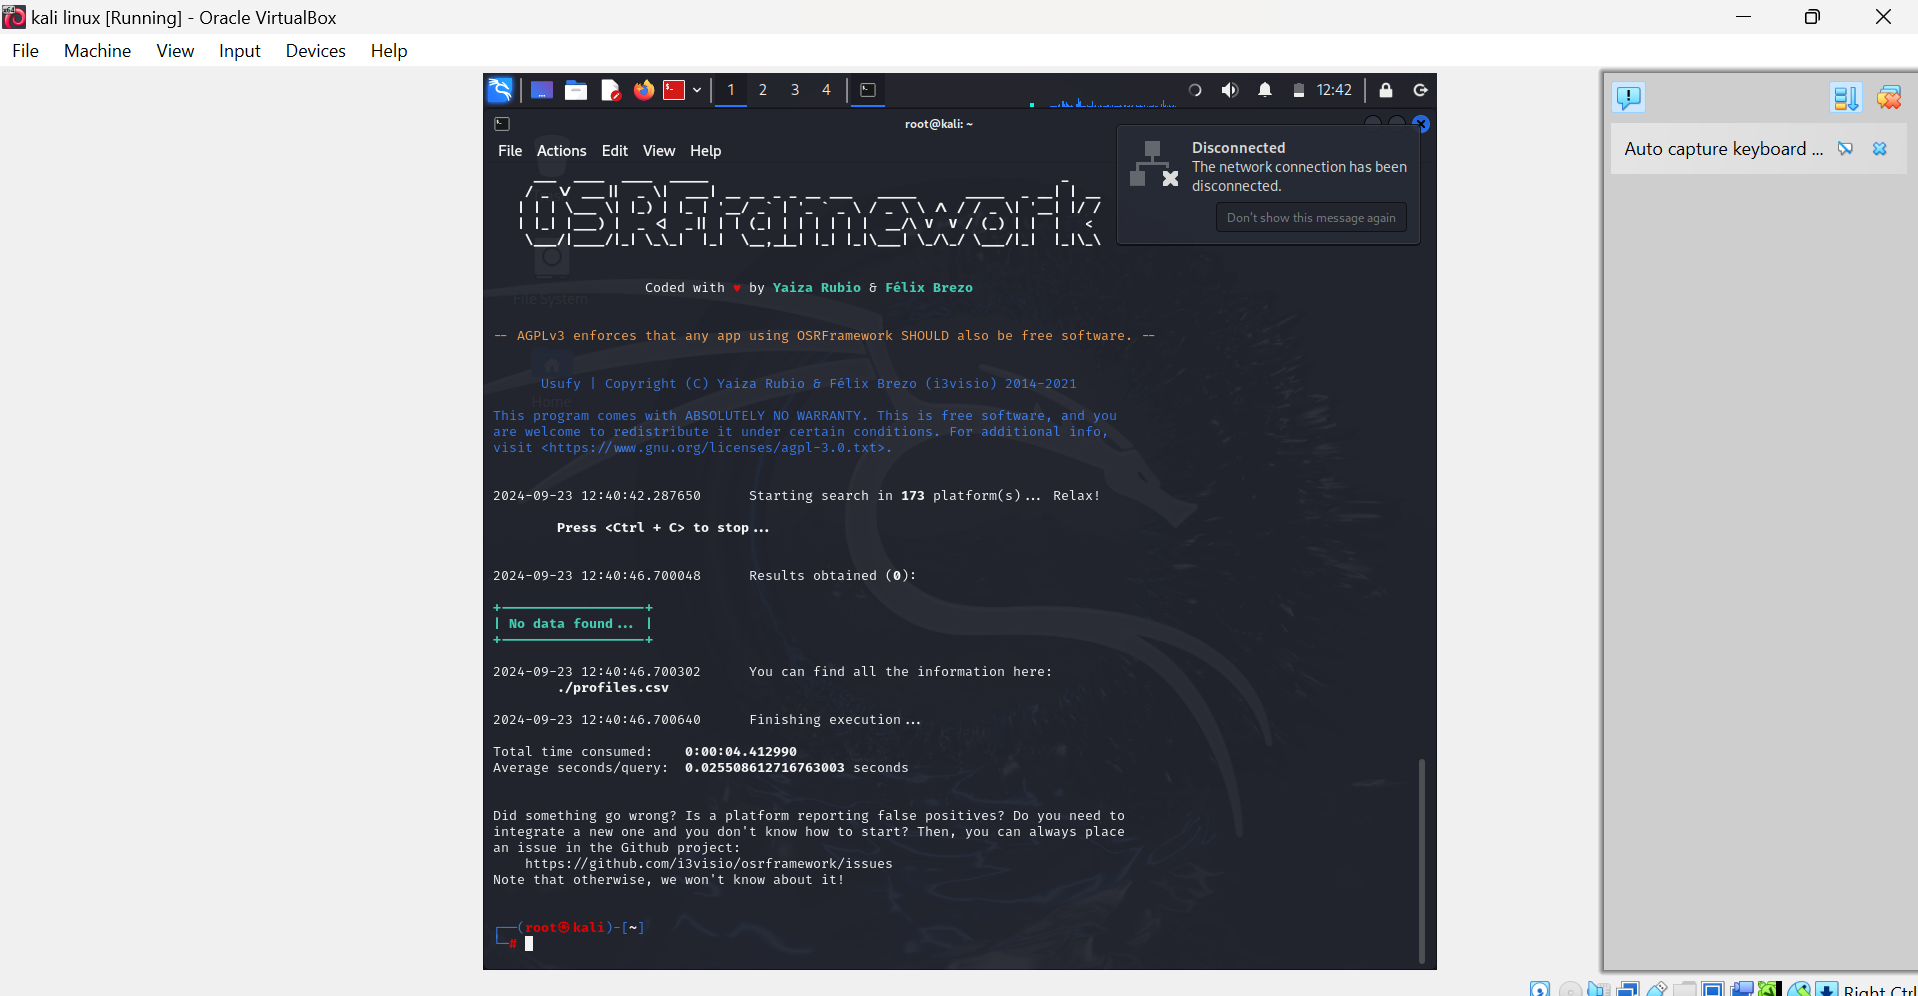 kali linux [Running] - Oracle VirtualBox
File Machine View Input Devices Help
1 2 3 4 12:42
root@kali: ~
File Actions Edit View Help
Disconnected
The network connection has been
disconnected.
Don't show this message again
Auto capture keyboard ...
OSRFramework
Coded with ♥ by Yaiza Rubio & Félix Brezo
File System
-- AGPLv3 enforces that any app using OSRFramework SHOULD also be free software. --
Usufy | Copyright (C) Yaiza Rubio & Félix Brezo (i3visio) 2014-2021
Home
This program comes with ABSOLUTELY NO WARRANTY. This is free software, and you
are welcome to redistribute it under certain conditions. For additional info,
visit <https://www.gnu.org/licenses/agpl-3.0.txt>.
2024-09-23 12:40:42.287650 Starting search in 173 platform(s)... Relax!
Press <Ctrl + C> to stop...
2024-09-23 12:40:46.700048 Results obtained (0):
+------------------+
| No data found... |
+------------------+
2024-09-23 12:40:46.700302 You can find all the information here:
./profiles.csv
2024-09-23 12:40:46.700640 Finishing execution...
Total time consumed: 0:00:04.412990
Average seconds/query: 0.025508612716763003 seconds
Did something go wrong? Is a platform reporting false positives? Do you need to
integrate a new one and you don't know how to start? Then, you can always place
an issue in the Github project:
https://github.com/i3visio/osrframework/issues
Note that otherwise, we won't know about it!
┌──(root㉿kali)-[~]
└─#
Right Ctrl